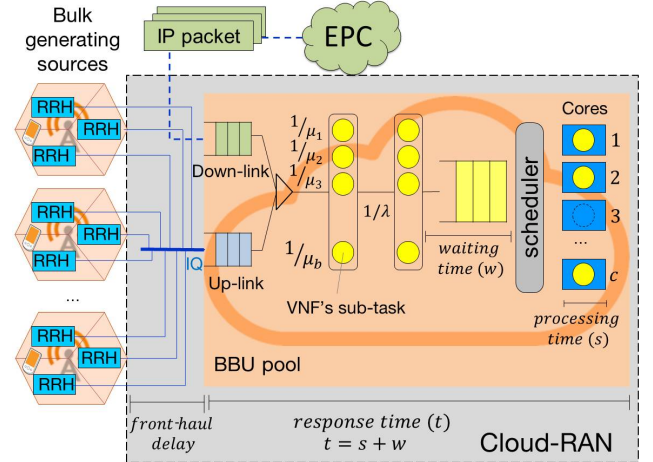 Bulk
generating
sources
IP packet
EPC
RRH
RRH
RRH
RRH
RRH
RRH
...
RRH
RRH
RRH
IQ
Down-link
Up-link
1/μ₁
1/μ₂
1/μ₃
1/μ_b
1/λ
VNF's sub-task
waiting
time (w)
scheduler
Cores
1
2
3
...
c
processing
time (s)
BBU pool
front-haul
delay
response time (t)
t = s + w
Cloud-RAN